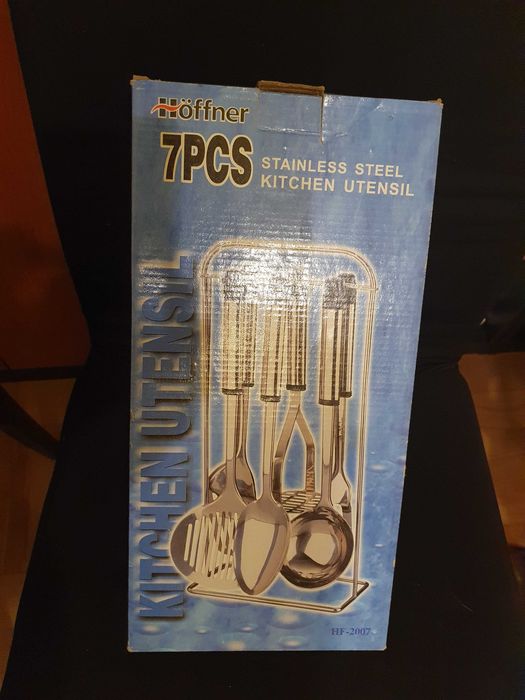 Höffner
7PCS
STAINLESS STEEL
KITCHEN UTENSIL
KITCHEN UTENSIL
HF-2007